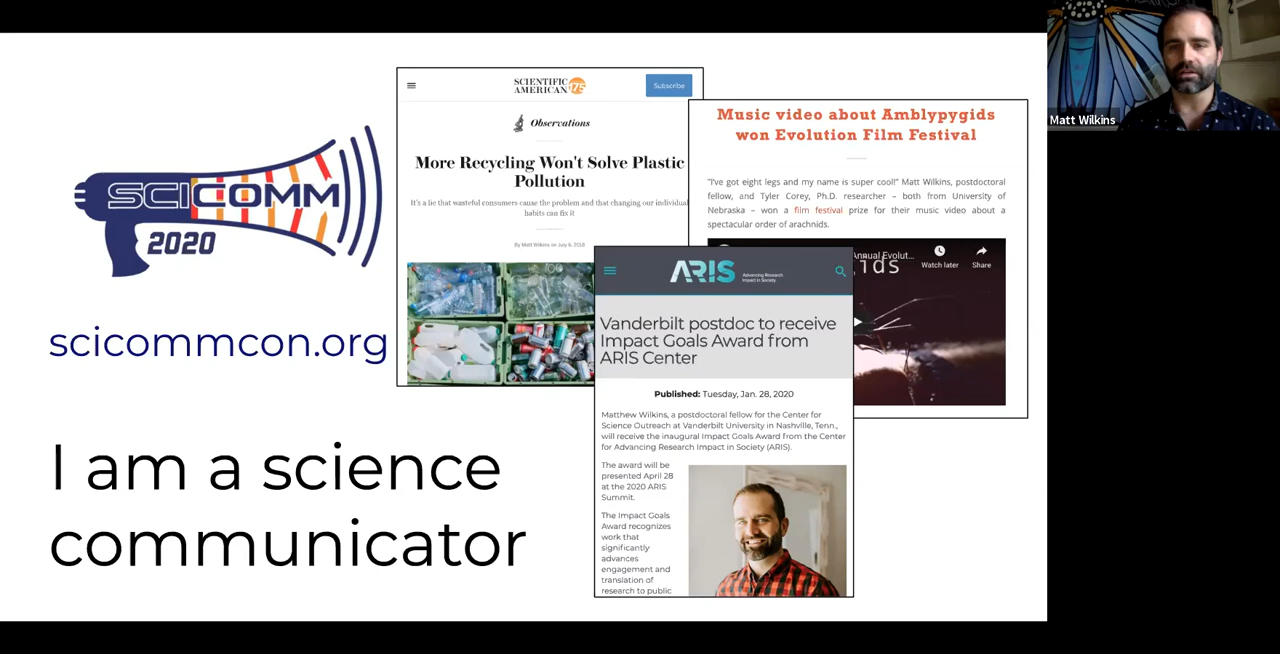 SCICOMM
2020
scicommcon.org
I am a science
communicator
SCIENTIFIC
AMERICAN 175
Subscribe
Observations
More Recycling Won't Solve Plastic
Pollution
It's a lie that wasteful consumers cause the problem and that changing our individual
habits can fix it
By Matt Wilkins on July 6, 2018
Music video about Amblypygids
won Evolution Film Festival
"I've got eight legs and my name is super cool!" Matt Wilkins, postdoctoral
fellow, and Tyler Corey, Ph.D. researcher – both from University of
Nebraska – won a film festival prize for their music video about a
spectacular order of arachnids.
nnual Evolut...
ids
Watch later
Share
ARIS
Advancing Research
Impact in Society
Vanderbilt postdoc to receive
Impact Goals Award from
ARIS Center
Published: Tuesday, Jan. 28, 2020
Matthew Wilkins, a postdoctoral fellow for the Center for
Science Outreach at Vanderbilt University in Nashville, Tenn.,
will receive the inaugural Impact Goals Award from the Center
for Advancing Research Impact in Society (ARIS).
The award will be
presented April 28
at the 2020 ARIS
Summit.
The Impact Goals
Award recognizes
work that
significantly
advances
engagement and
translation of
research to public
Matt Wilkins